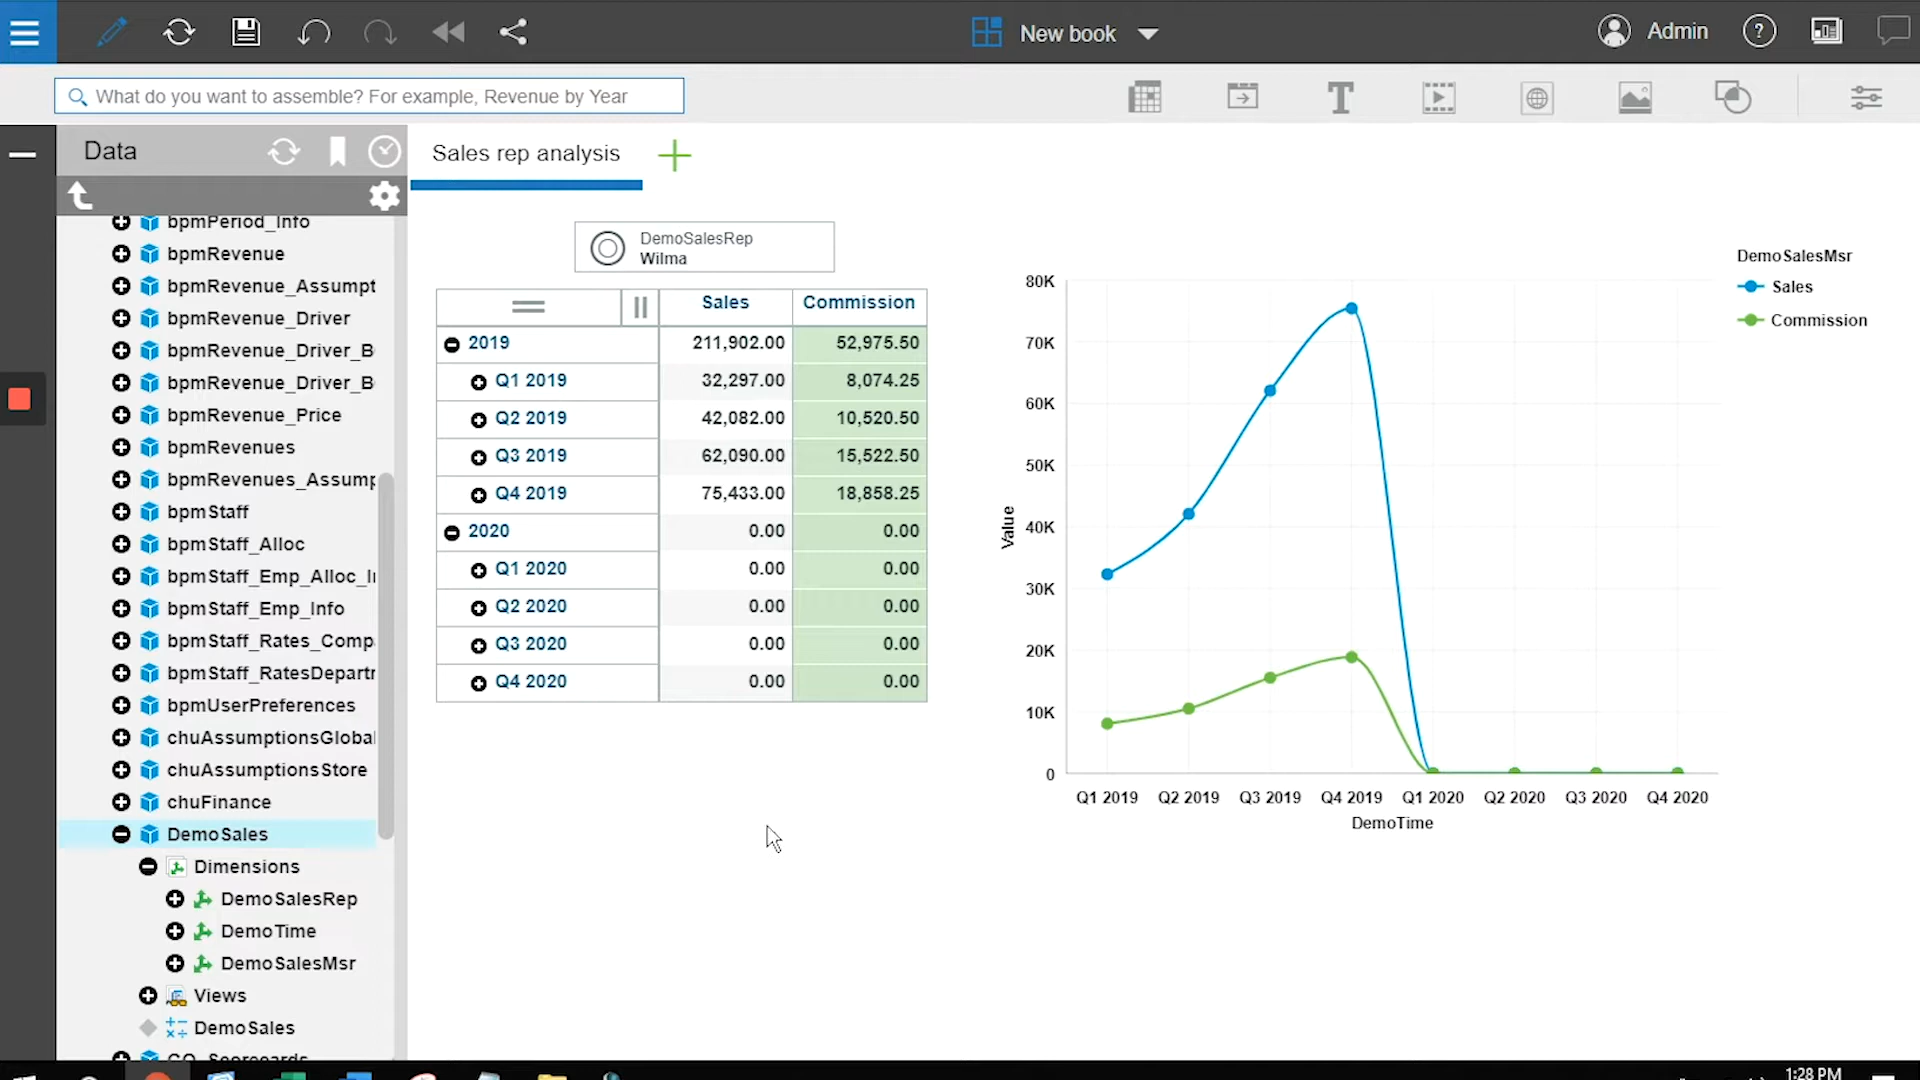 New book
Admin
What do you want to assemble? For example, Revenue by Year
T
Data
bpmPeriod_Info
bpmRevenue
bpmRevenue_Assumpt
bpmRevenue_Driver
bpmRevenue_Driver_B
bpmRevenue_Driver_B
bpmRevenue_Price
bpmRevenues
bpmRevenues_Assump
bpmStaff
bpmStaff_Alloc
bpmStaff_Emp_Alloc_I
bpmStaff_Emp_Info
bpmStaff_Rates_Comp
bpmStaff_RatesDepart
bpmUserPreferences
chuAssumptionsGlobal
chuAssumptionsStore
chuFinance
DemoSales
Dimensions
DemoSalesRep
DemoTime
DemoSalesMsr
Views
DemoSales
Sales rep analysis
DemoSalesRep
Wilma
Sales Commission
2019 211,902.00 52,975.50
Q1 2019 32,297.00 8,074.25
Q2 2019 42,082.00 10,520.50
Q3 2019 62,090.00 15,522.50
Q4 2019 75,433.00 18,858.25
2020 0.00 0.00
Q1 2020 0.00 0.00
Q2 2020 0.00 0.00
Q3 2020 0.00 0.00
Q4 2020 0.00 0.00
DemoSalesMsr
Sales
Commission
80K
70K
60K
50K
40K
30K
20K
10K
0
Value
Q1 2019 Q2 2019 Q3 2019 Q4 2019 Q1 2020 Q2 2020 Q3 2020 Q4 2020
DemoTime
1:28 PM